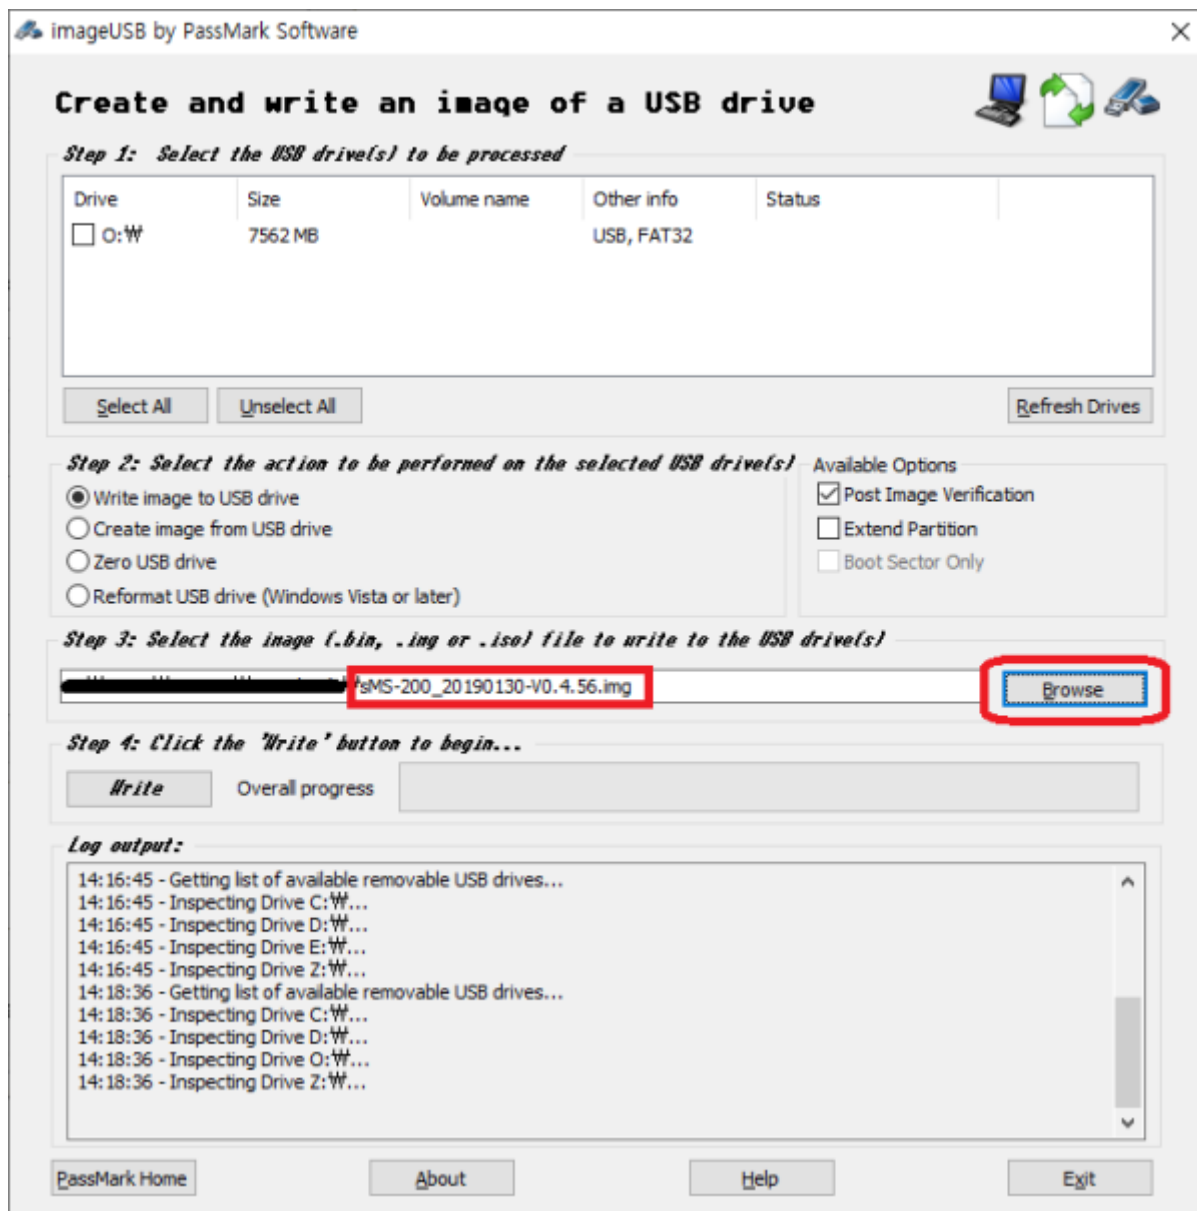 imageUSB by PassMark Software
Create and write an image of a USB drive
Step 1: Select the USB drive(s) to be processed
Drive Size Volume name Other info Status
O:₩ 7562 MB USB, FAT32
Select All Unselect All Refresh Drives
Step 2: Select the action to be performed on the selected USB drive(s)
Available Options
Write image to USB drive
Post Image Verification
Create image from USB drive
Extend Partition
Zero USB drive
Boot Sector Only
Reformat USB drive (Windows Vista or later)
Step 3: Select the image (.bin, .img or .iso) file to write to the USB drive(s)
₩sMS-200_20190130-V0.4.56.img Browse
Step 4: Click the 'Write' button to begin...
Write Overall progress
Log output:
14:16:45 - Getting list of available removable USB drives...
14:16:45 - Inspecting Drive C:₩...
14:16:45 - Inspecting Drive D:₩...
14:16:45 - Inspecting Drive E:₩...
14:16:45 - Inspecting Drive Z:₩...
14:18:36 - Getting list of available removable USB drives...
14:18:36 - Inspecting Drive C:₩...
14:18:36 - Inspecting Drive D:₩...
14:18:36 - Inspecting Drive O:₩...
14:18:36 - Inspecting Drive Z:₩...
PassMark Home About Help Exit